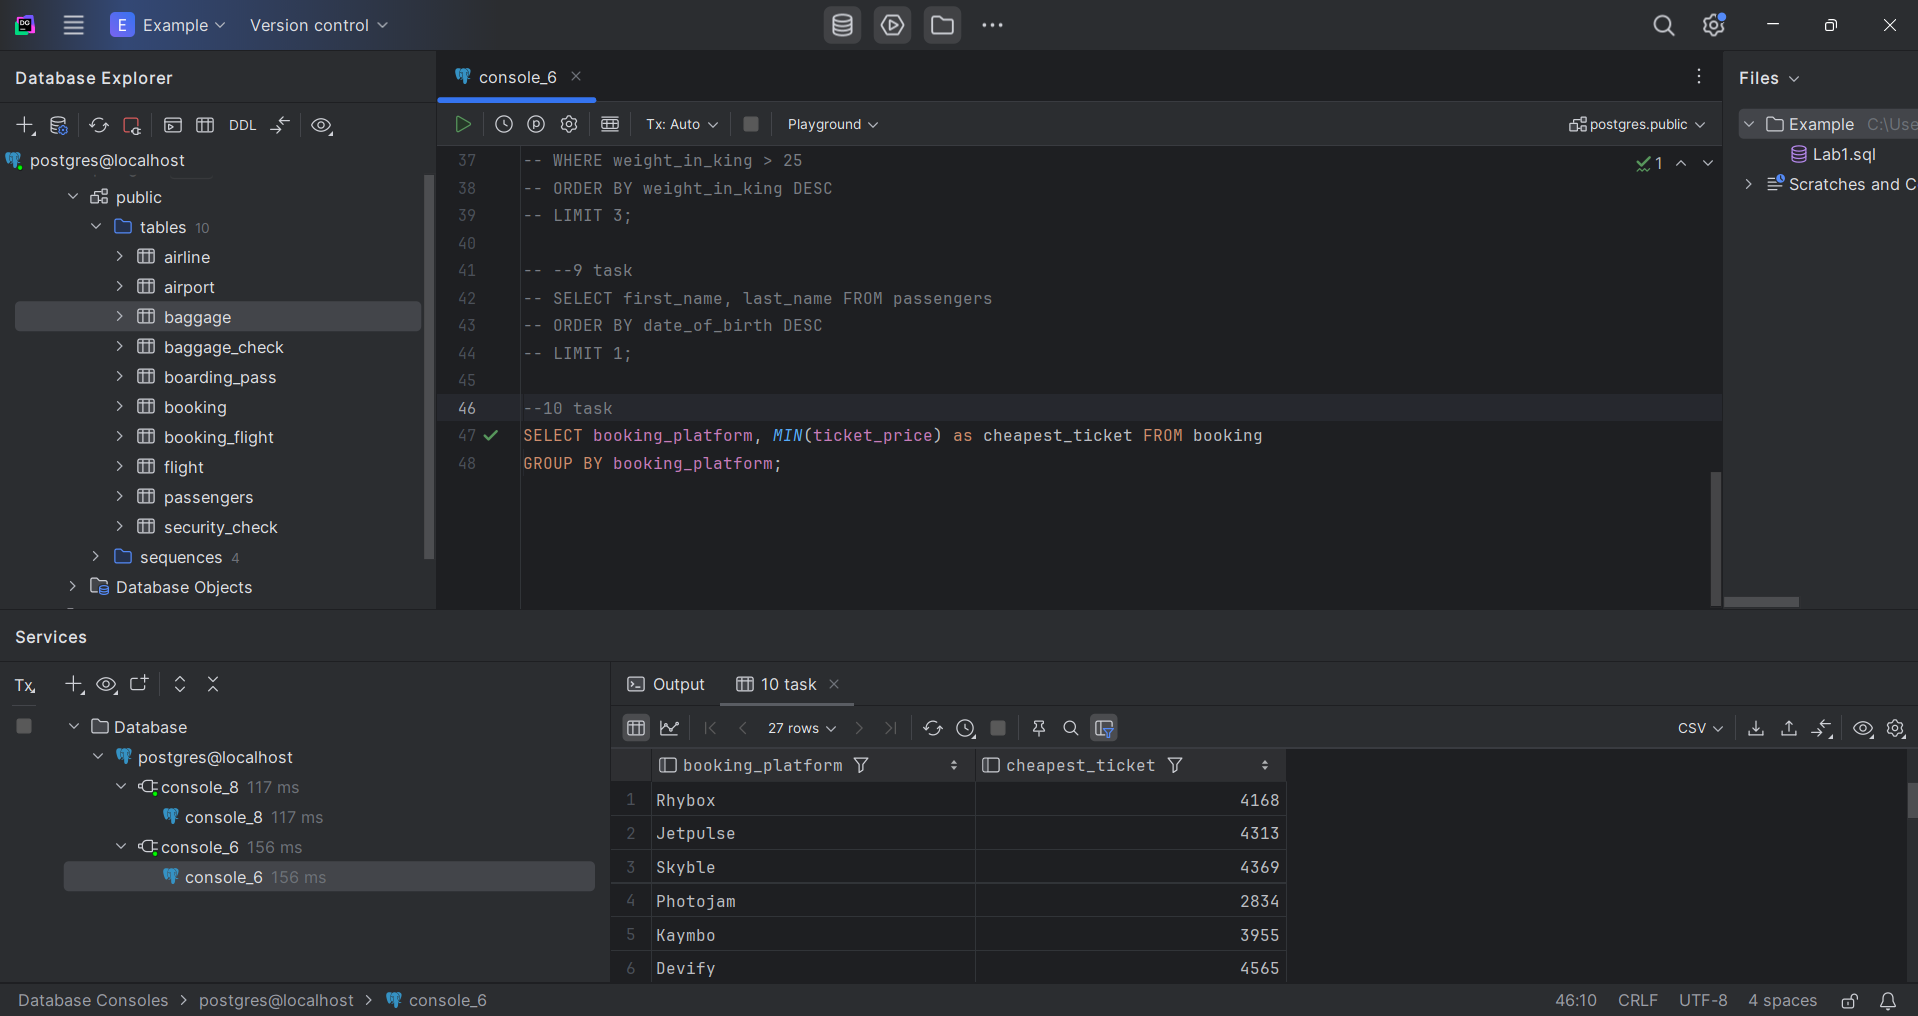 E Example Version control
Database Explorer
DDL
postgres@localhost
public
tables 10
airline
airport
baggage
baggage_check
boarding_pass
booking
booking_flight
flight
passengers
security_check
sequences 4
Database Objects
console_6
Tx: Auto Playground postgres.public
37 -- WHERE weight_in_king > 25
38 -- ORDER BY weight_in_king DESC
39 -- LIMIT 3;
40
41 -- --9 task
42 -- SELECT first_name, last_name FROM passengers
43 -- ORDER BY date_of_birth DESC
44 -- LIMIT 1;
45
46 --10 task
47 SELECT booking_platform, MIN(ticket_price) as cheapest_ticket FROM booking
48 GROUP BY booking_platform;
1
Files
Example C:\Use
Lab1.sql
Scratches and C
Services
Tx
Database
postgres@localhost
console_8 117 ms
console_8 117 ms
console_6 156 ms
console_6 156 ms
Output 10 task
27 rows CSV
booking_platform cheapest_ticket
1 Rhybox 4168
2 Jetpulse 4313
3 Skyble 4369
4 Photojam 2834
5 Kaymbo 3955
6 Devify 4565
Database Consoles > postgres@localhost > console_6
46:10 CRLF UTF-8 4 spaces